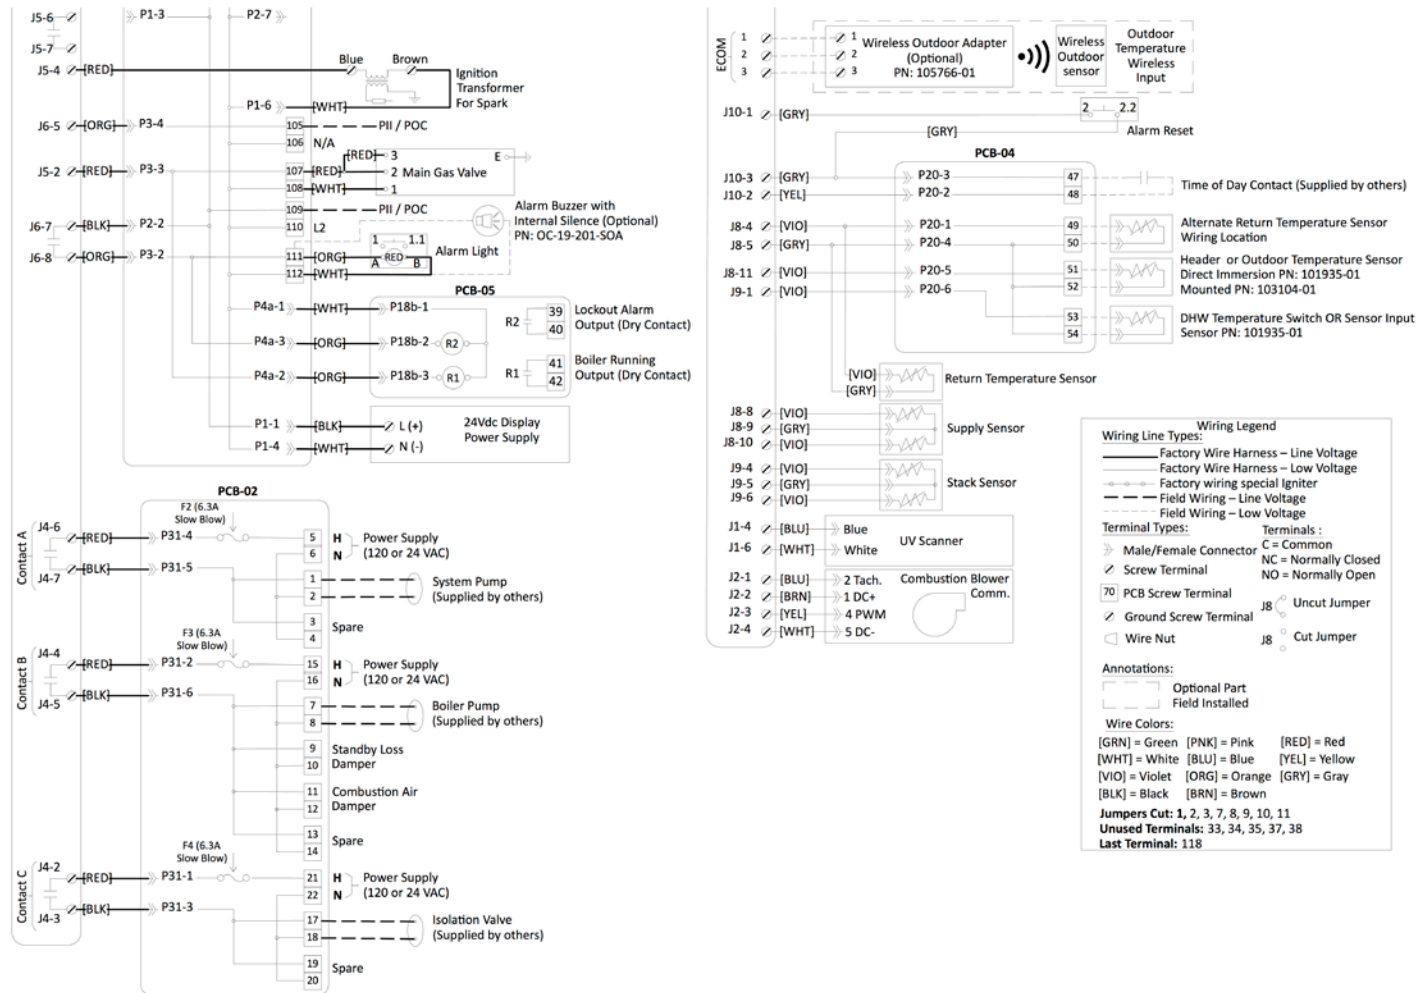 J5-6
P1-3
P2-7
J5-7
J5-4
[RED]
Blue
Brown
Ignition
Transformer
For Spark
P1-6
[WHT]
J6-5
[ORG]
P3-4
105
PII / POC
106
N/A
J5-2
[RED]
P3-3
107
[RED]
[RED]
3
2 Main Gas Valve
E
108
[WHT]
1
109
PII / POC
J6-7
[BLK]
P2-2
110
L2
Alarm Buzzer with
Internal Silence (Optional)
PN: OC-19-201-SOA
J6-8
[ORG]
P3-2
111
[ORG]
1
1.1
A
RED
B
Alarm Light
112
[WHT]
PCB-05
P4a-1
[WHT]
P18b-1
R2
39
40
Lockout Alarm
Output (Dry Contact)
P4a-3
[ORG]
P18b-2
R2
P4a-2
[ORG]
P18b-3
R1
R1
41
42
Boiler Running
Output (Dry Contact)
P1-1
[BLK]
L (+)
24Vdc Display
Power Supply
P1-4
[WHT]
N (-)
PCB-02
Contact A
J4-6
[RED]
P31-4
F2 (6.3A
Slow Blow)
5
H
6
N
Power Supply
(120 or 24 VAC)
J4-7
[BLK]
P31-5
1
2
System Pump
(Supplied by others)
3
4
Spare
Contact B
J4-4
[RED]
P31-2
F3 (6.3A
Slow Blow)
15
H
16
N
Power Supply
(120 or 24 VAC)
J4-5
[BLK]
P31-6
7
8
Boiler Pump
(Supplied by others)
9
10
Standby Loss
Damper
11
12
Combustion Air
Damper
13
14
Spare
Contact C
J4-2
[RED]
P31-1
F4 (6.3A
Slow Blow)
21
H
22
N
Power Supply
(120 or 24 VAC)
J4-3
[BLK]
P31-3
17
18
Isolation Valve
(Supplied by others)
19
20
Spare
ECOM
1
2
3
1
2
3
Wireless Outdoor Adapter
(Optional)
PN: 105766-01
Wireless
Outdoor
sensor
Outdoor
Temperature
Wireless
Input
J10-1
[GRY]
2
2.2
Alarm Reset
[GRY]
PCB-04
J10-3
[GRY]
P20-3
47
J10-2
[YEL]
P20-2
48
Time of Day Contact (Supplied by others)
J8-4
[VIO]
P20-1
49
J8-5
[GRY]
P20-4
50
Alternate Return Temperature Sensor
Wiring Location
J8-11
[VIO]
P20-5
51
52
Header or Outdoor Temperature Sensor
Direct Immersion PN: 101935-01
Mounted PN: 103104-01
J9-1
[VIO]
P20-6
53
54
DHW Temperature Switch OR Sensor Input
Sensor PN: 101935-01
[VIO]
[GRY]
Return Temperature Sensor
J8-8
[VIO]
J8-9
[GRY]
J8-10
[VIO]
Supply Sensor
J9-4
[VIO]
J9-5
[GRY]
J9-6
[VIO]
Stack Sensor
J1-4
[BLU]
Blue
J1-6
[WHT]
White
UV Scanner
J2-1
[BLU]
2 Tach.
J2-2
[BRN]
1 DC+
J2-3
[YEL]
4 PWM
J2-4
[WHT]
5 DC-
Combustion Blower
Comm.
Wiring Legend
Wiring Line Types:
Factory Wire Harness – Line Voltage
Factory Wire Harness – Low Voltage
Factory wiring special Igniter
Field Wiring – Line Voltage
Field Wiring – Low Voltage
Terminal Types:
Male/Female Connector
Screw Terminal
70 PCB Screw Terminal
Ground Screw Terminal
Wire Nut
Terminals :
C = Common
NC = Normally Closed
NO = Normally Open
J8
Uncut Jumper
J8
Cut Jumper
Annotations:
Optional Part
Field Installed
Wire Colors:
[GRN] = Green [PNK] = Pink [RED] = Red
[WHT] = White [BLU] = Blue [YEL] = Yellow
[VIO] = Violet [ORG] = Orange [GRY] = Gray
[BLK] = Black [BRN] = Brown
Jumpers Cut: 1, 2, 3, 7, 8, 9, 10, 11
Unused Terminals: 33, 34, 35, 37, 38
Last Terminal: 118